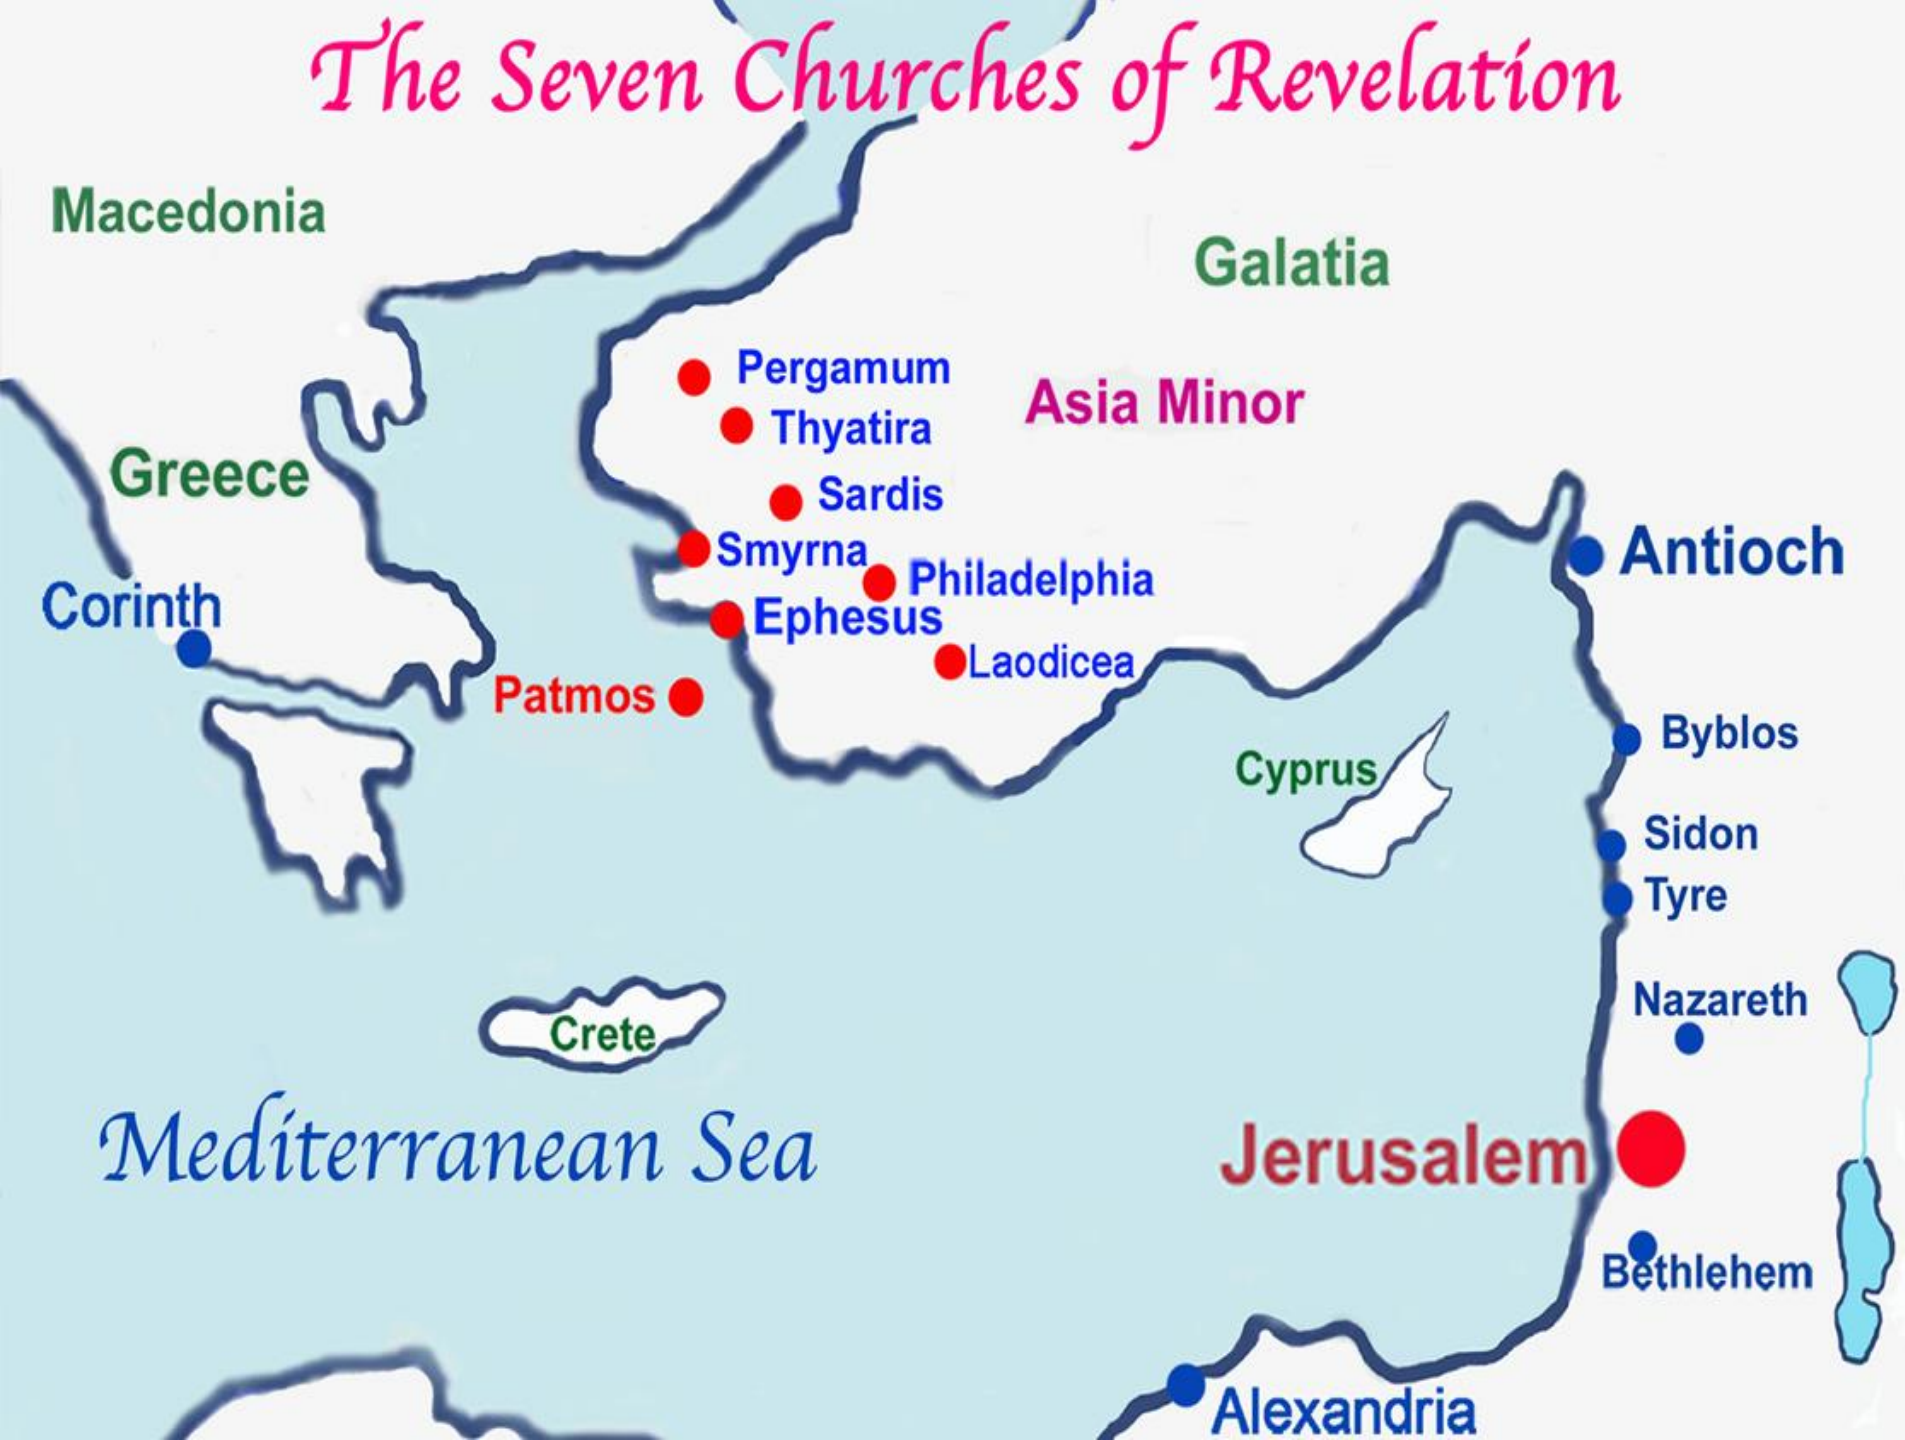 The Seven Churches of Revelation
Macedonia
Galatia
Pergamum
Asia Minor
Thyatira
Greece
Sardis
Smyrna
Antioch
Philadelphia
Corinth
Ephesus
Laodicea
Patmos
Byblos
Cyprus
Sidon
Tyre
Nazareth
Crete
Mediterranean Sea
Jerusalem
Bethlehem
Alexandria